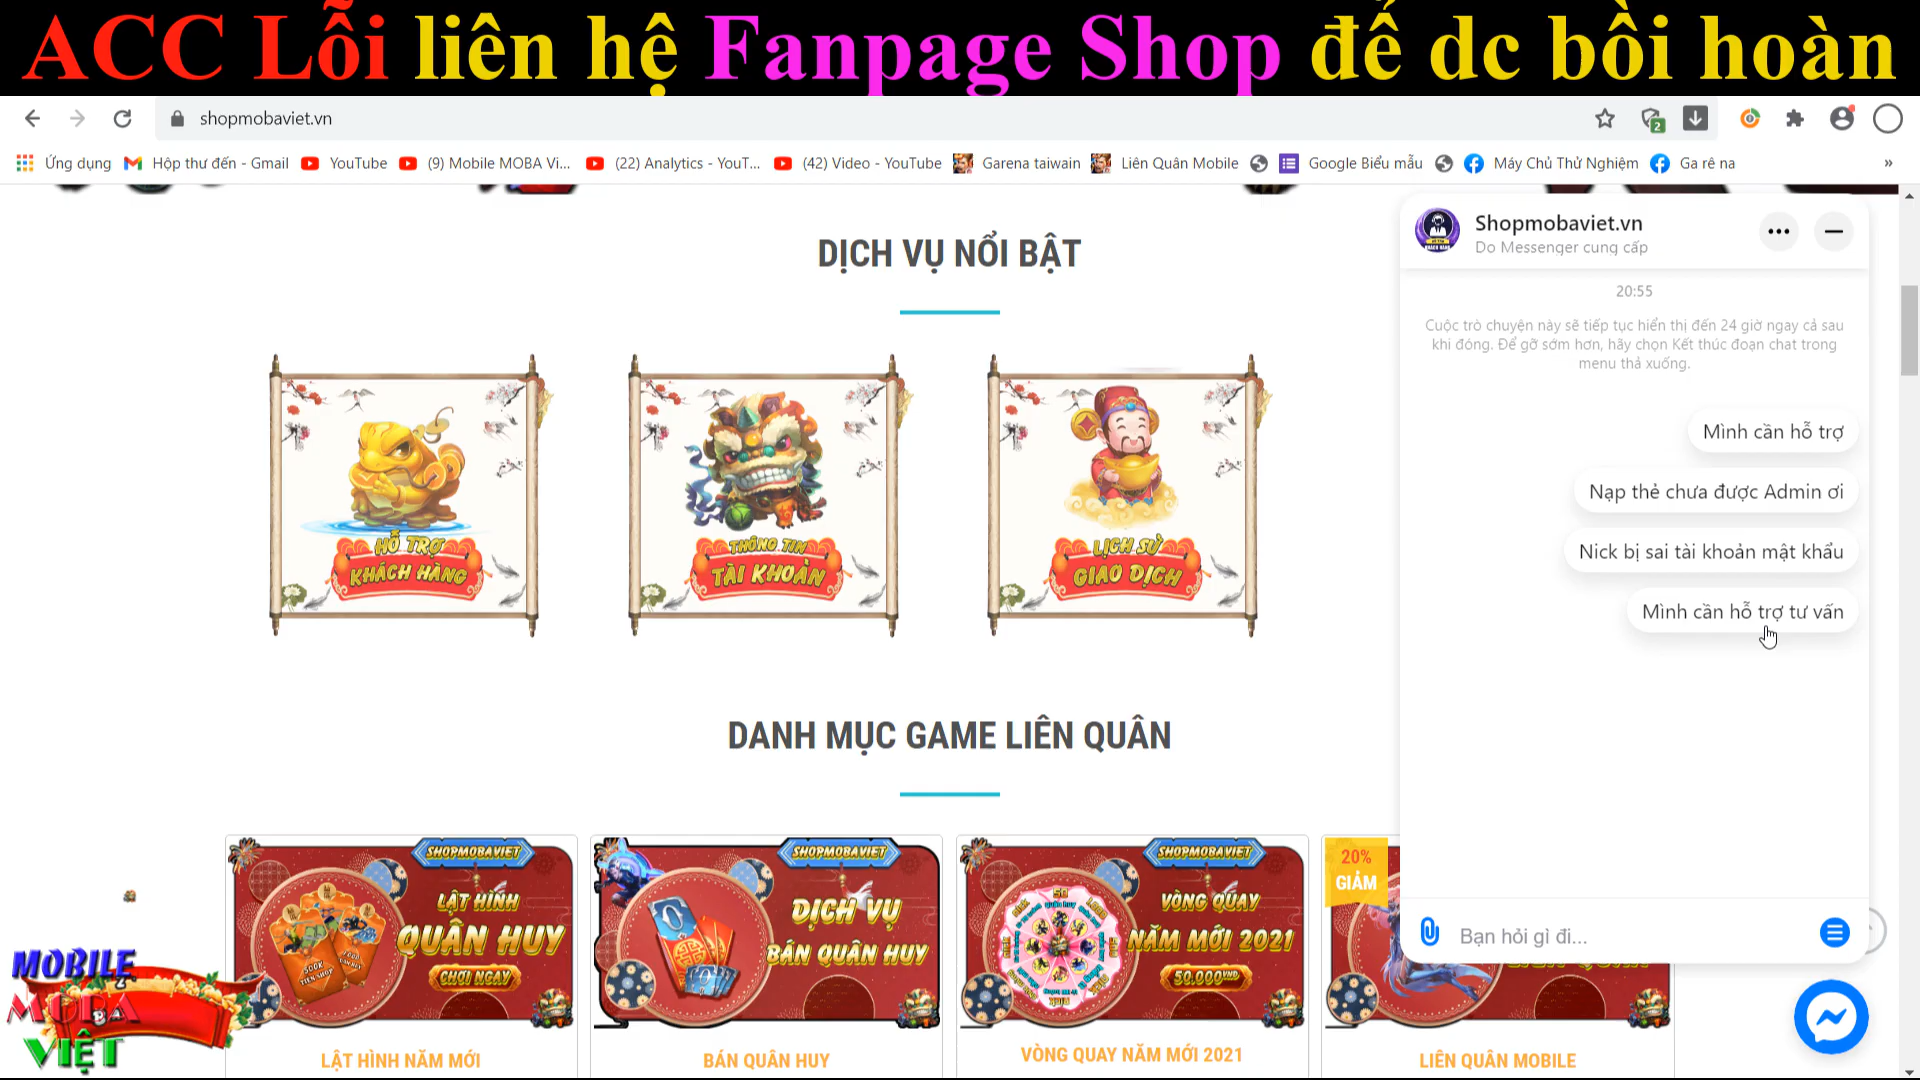 ACC Lỗi liên hệ Fanpage Shop để dc bồi hoàn
shopmobaviet.vn
2
Ứng dụng
Hộp thư đến - Gmail
YouTube
(9) Mobile MOBA Vi...
(22) Analytics - YouT...
(42) Video - YouTube
Garena taiwain
Liên Quân Mobile
Google Biểu mẫu
Máy Chủ Thử Nghiệm
Ga rê na
»
DỊCH VỤ NỔI BẬT
HỖ TRỢ
KHÁCH HÀNG
THÔNG TIN
TÀI KHOẢN
LỊCH SỬ
GIAO DỊCH
Shopmobaviet.vn
Do Messenger cung cấp
20:55
Cuộc trò chuyện này sẽ tiếp tục hiển thị đến 24 giờ ngay cả sau
khi đóng. Để gỡ sớm hơn, hãy chọn Kết thúc đoạn chat trong
menu thả xuống.
Mình cần hỗ trợ
Nạp thẻ chưa được Admin ơi
Nick bị sai tài khoản mật khẩu
Mình cần hỗ trợ tư vấn
Bạn hỏi gì đi...
DANH MỤC GAME LIÊN QUÂN
SHOPMOBAVIET
LẬT HÌNH
QUÂN HUY
CHƠI NGAY
LẬT HÌNH NĂM MỚI
SHOPMOBAVIET
DỊCH VỤ
BÁN QUÂN HUY
BÁN QUÂN HUY
SHOPMOBAVIET
VÒNG QUAY
NĂM MỚI 2021
50.000VND
VÒNG QUAY NĂM MỚI 2021
20%
GIẢM
LIÊN QUÂN MOBILE
MOBILE
MOBA
VIỆT